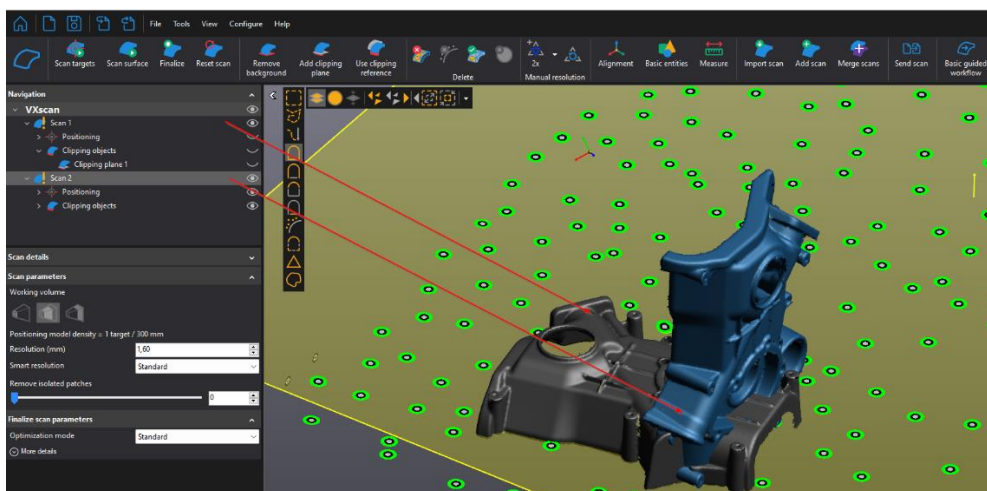 File Tools View Configure Help
Scan targets Scan surface Finalize Reset scan Remove background Add clipping plane Use clipping reference Delete 2x Manual resolution Alignment Basic entities Measure Import scan Add scan Merge scans Send scan Basic guided workflow
Navigation
VXscan
Scan 1
Positioning
Clipping objects
Clipping plane 1
Scan 2
Positioning
Clipping objects
Scan details
Scan parameters
Working volume
Positioning model density = 1 target / 300 mm
Resolution (mm) 1,60
Smart resolution Standard
Remove isolated patches
0
Finalize scan parameters
Optimization mode Standard
More details